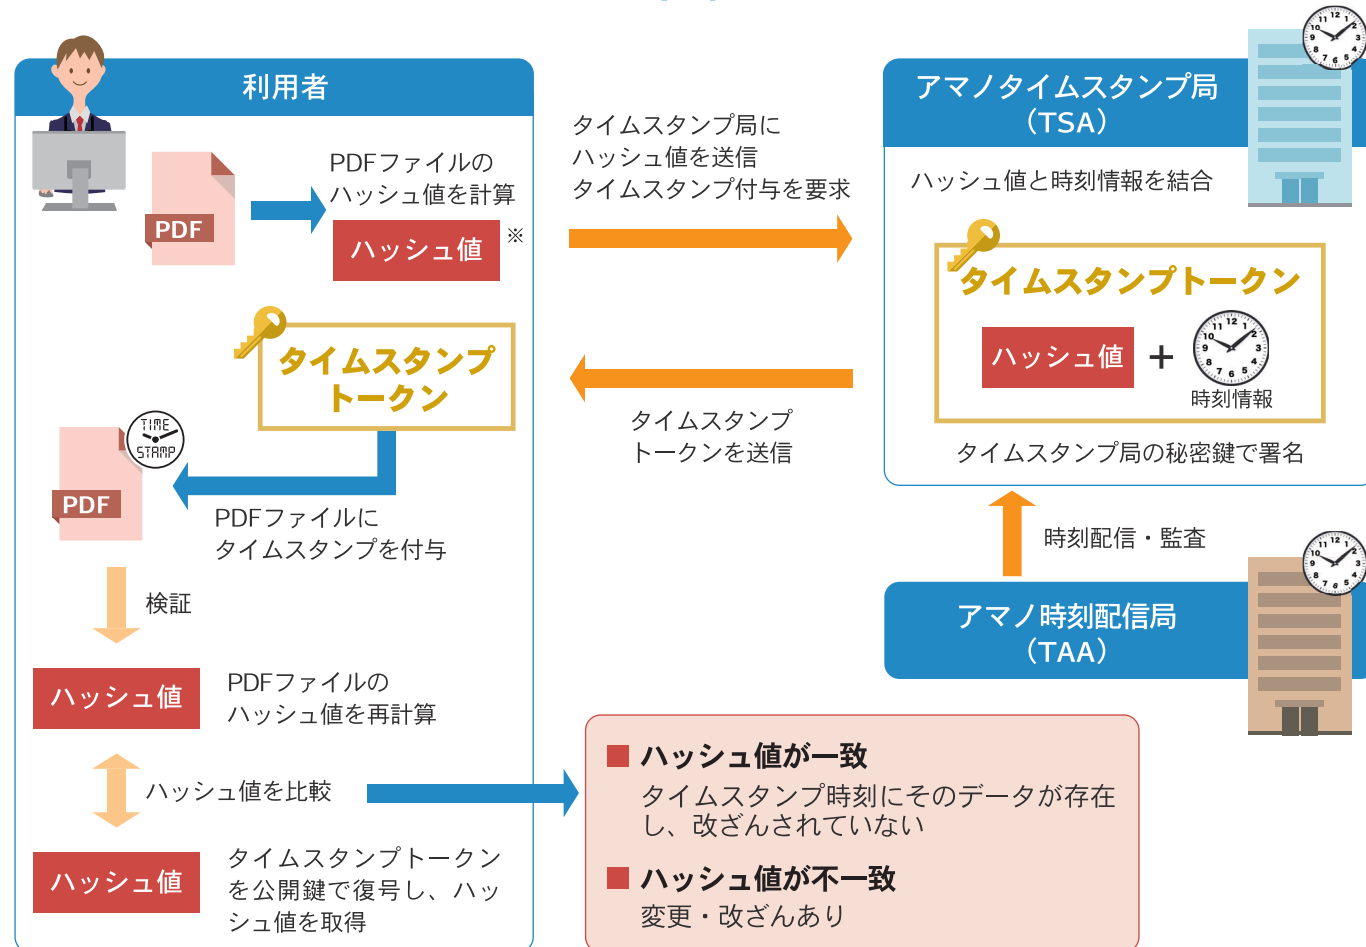 利用者
PDFファイルの
ハッシュ値を計算
PDF
ハッシュ値
※
タイムスタンプ
トークン
TIME
STAMP
PDF
PDFファイルに
タイムスタンプを付与
検証
ハッシュ値
PDFファイルの
ハッシュ値を再計算
ハッシュ値を比較
ハッシュ値
タイムスタンプトークン
を公開鍵で復号し、ハッ
シュ値を取得
タイムスタンプ局に
ハッシュ値を送信
タイムスタンプ付与を要求
タイムスタンプ
トークンを送信
アマノタイムスタンプ局
（TSA）
ハッシュ値と時刻情報を結合
タイムスタンプトークン
ハッシュ値
+
時刻情報
タイムスタンプ局の秘密鍵で署名
時刻配信・監査
アマノ時刻配信局
（TAA）
■ ハッシュ値が一致
タイムスタンプ時刻にそのデータが存在
し、改ざんされていない
■ ハッシュ値が不一致
変更・改ざんあり